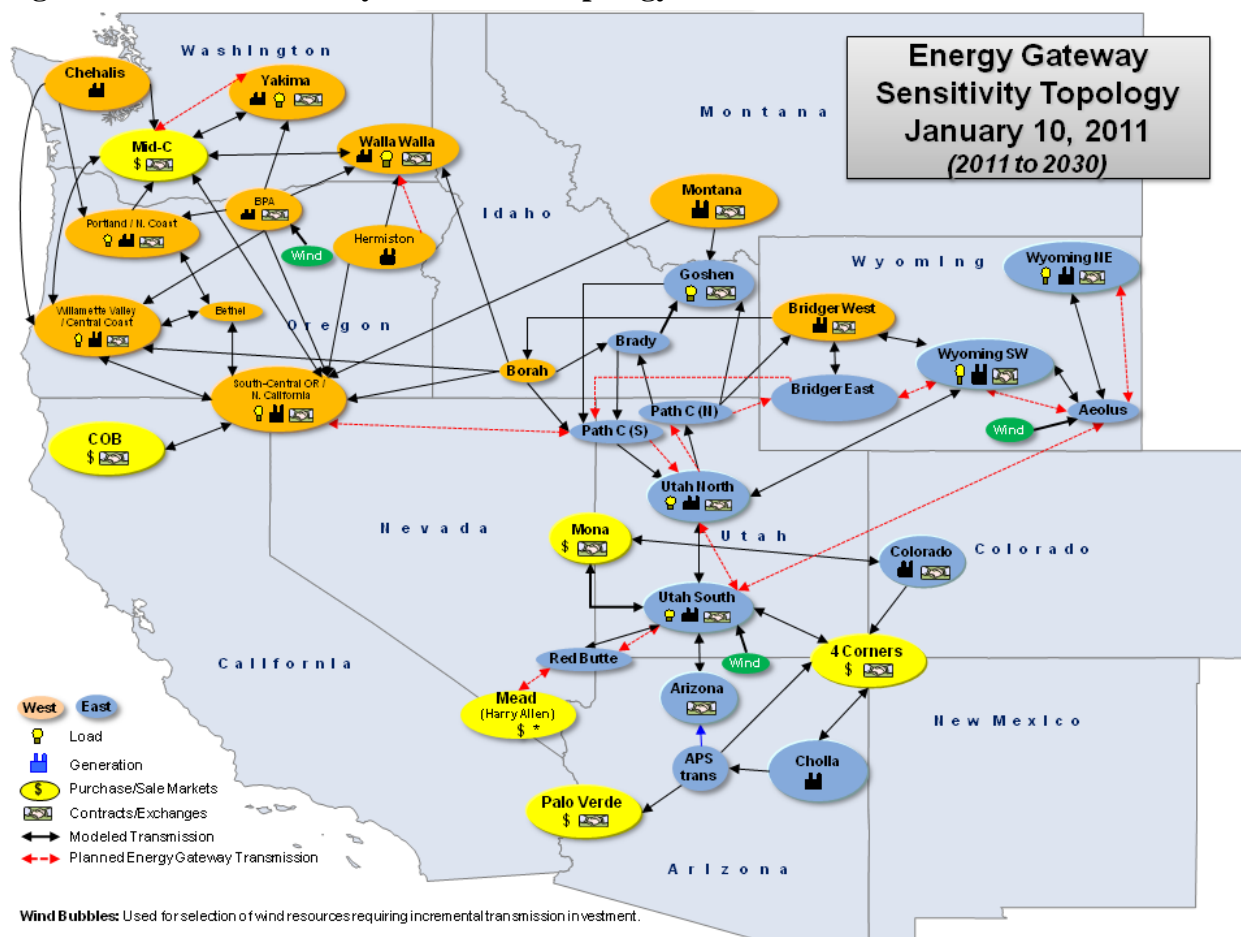 Energy Gateway
Sensitivity Topology
January 10, 2011
(2011 to 2030)
Washington
Montana
Idaho
Oregon
Wyoming
Nevada
Utah
Colorado
California
New Mexico
Arizona
Chehalis
Yakima
Mid-C
$
Walla Walla
BPA
Portland / N. Coast
Wind
Hermiston
Montana
Goshen
Wyoming NE
Willamette Valley
/ Central Coast
Bethel
Bridger West
Brady
Wyoming SW
Borah
Bridger East
South-Central OR /
N. California
Path C (N)
Aeolus
Path C (S)
Wind
COB
$
Utah North
Mona
$
Colorado
Utah South
Red Butte
Wind
4 Corners
$
Mead
(Harry Allen)
$ *
Arizona
APS
trans
Cholla
Palo Verde
$
West East
Load
Generation
$ Purchase/Sale Markets
Contracts/Exchanges
Modeled Transmission
Planned Energy Gateway Transmission
Wind Bubbles: Used for selection of wind resources requiring incremental transmission investment.